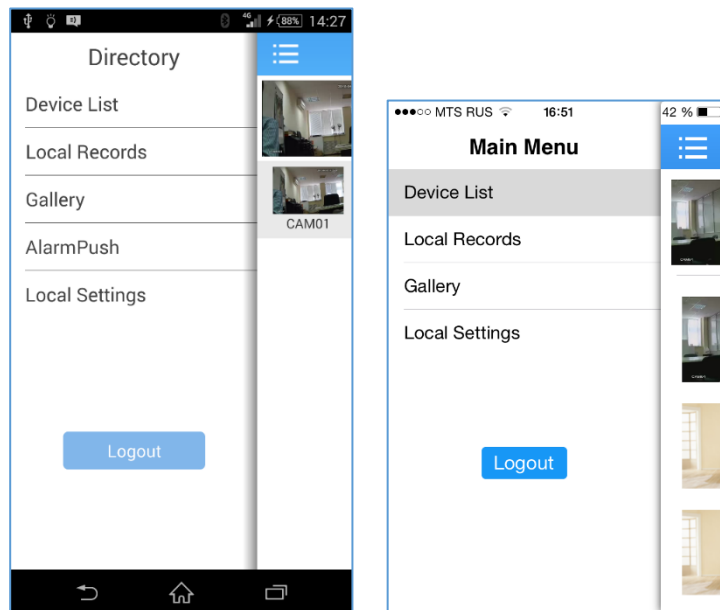 4G 88% 14:27
Directory
Device List
Local Records
Gallery
AlarmPush
Local Settings
Logout
CAM01
MTS RUS 16:51 42 %
Main Menu
Device List
Local Records
Gallery
Local Settings
Logout